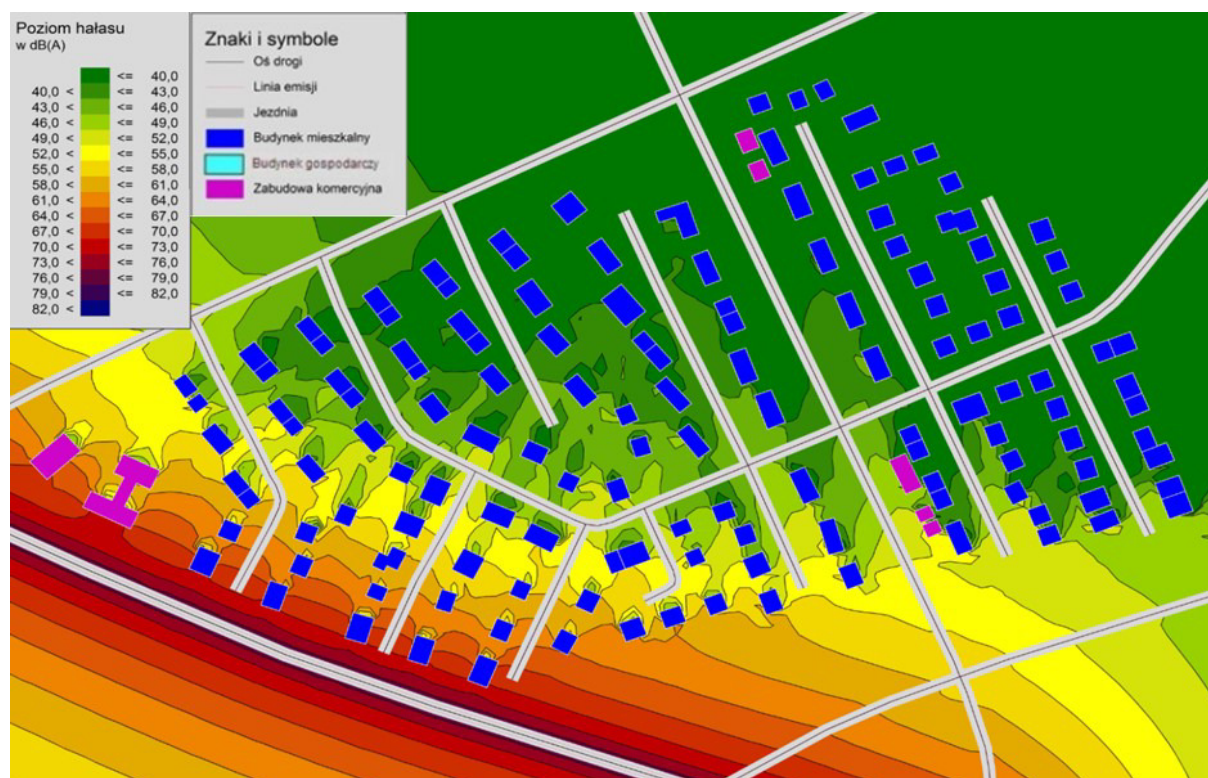 Poziom hałasu
w dB(A)
<= 40,0
40,0 < <= 43,0
43,0 < <= 46,0
46,0 < <= 49,0
49,0 < <= 52,0
52,0 < <= 55,0
55,0 < <= 58,0
58,0 < <= 61,0
61,0 < <= 64,0
64,0 < <= 67,0
67,0 < <= 70,0
70,0 < <= 73,0
73,0 < <= 76,0
76,0 < <= 79,0
79,0 < <= 82,0
82,0 <
Znaki i symbole
Oś drogi
Linia emisji
Jezdnia
Budynek mieszkalny
Budynek gospodarczy
Zabudowa komercyjna